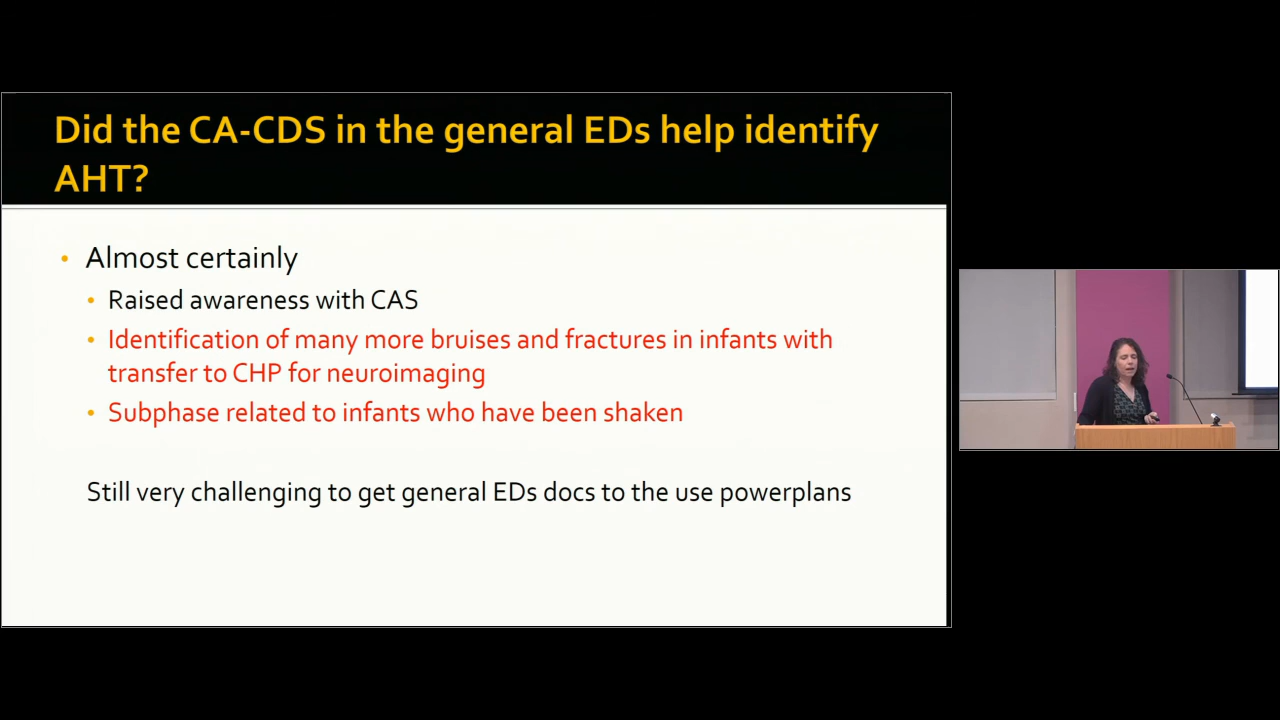 Did the CA-CDS in the general EDs help identify
AHT?
• Almost certainly
• Raised awareness with CAS
• Identification of many more bruises and fractures in infants with
transfer to CHP for neuroimaging
• Subphase related to infants who have been shaken
Still very challenging to get general EDs docs to the use powerplans